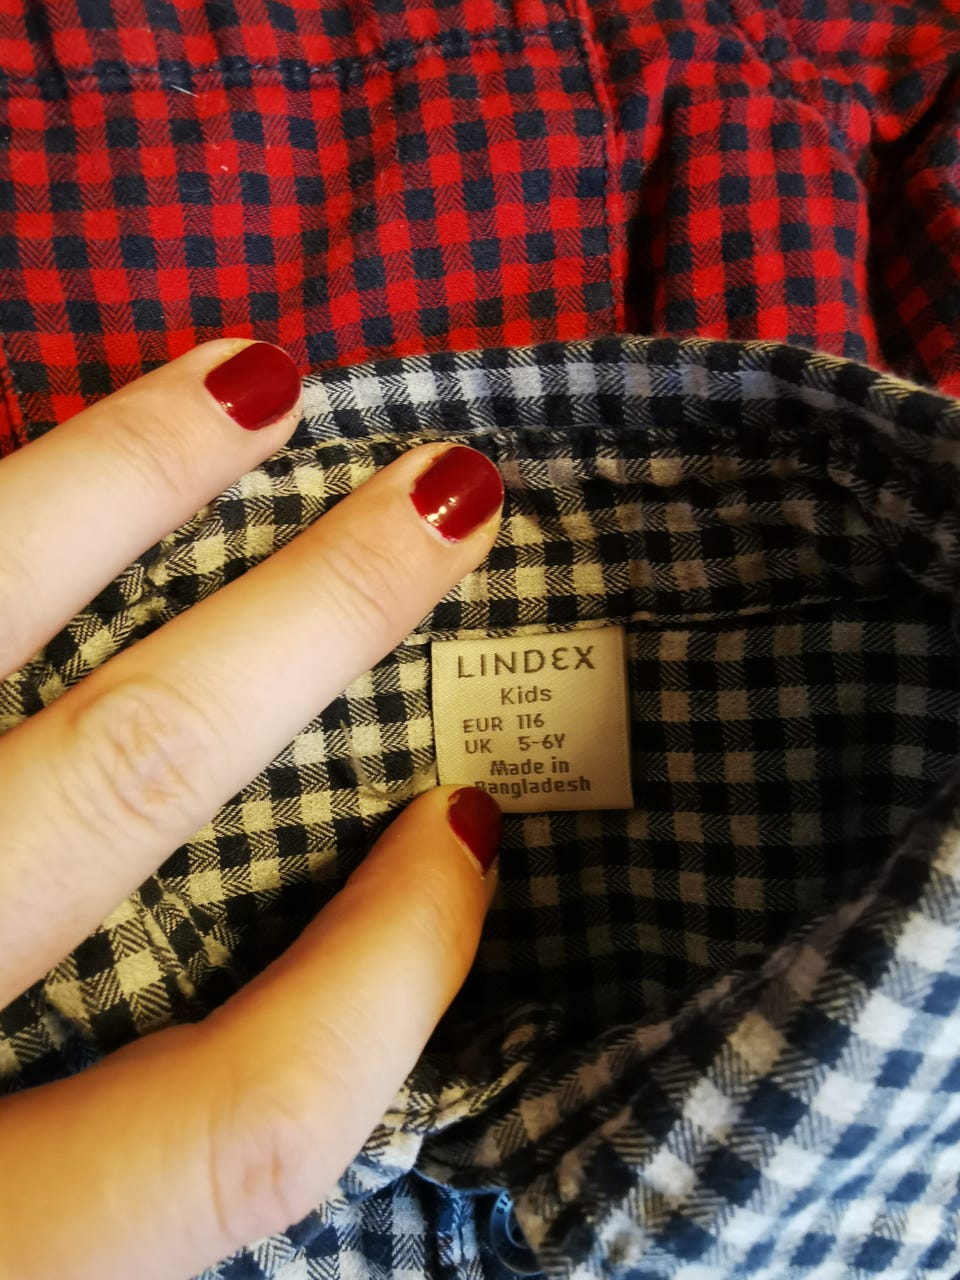 LINDEX
Kids
EUR 116
UK 5-6Y
Made in
Bangladesh